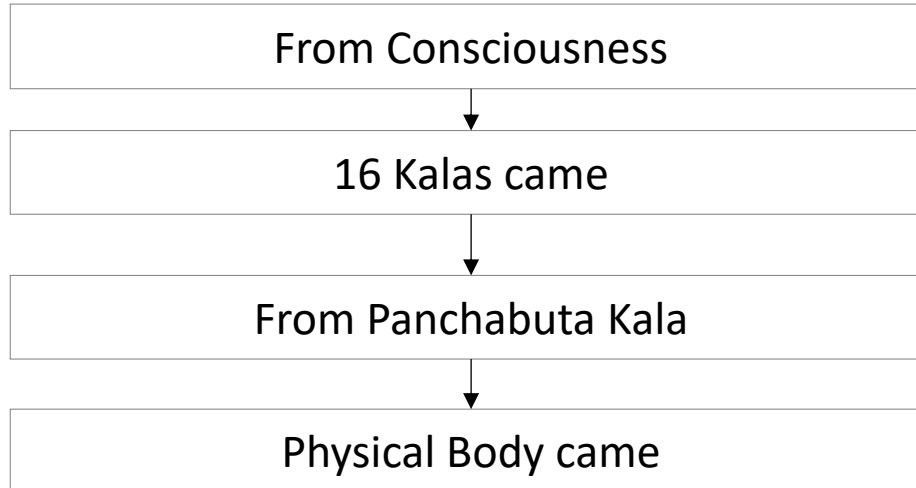 From Consciousness
16 Kalas came
From Panchabuta Kala
Physical Body came